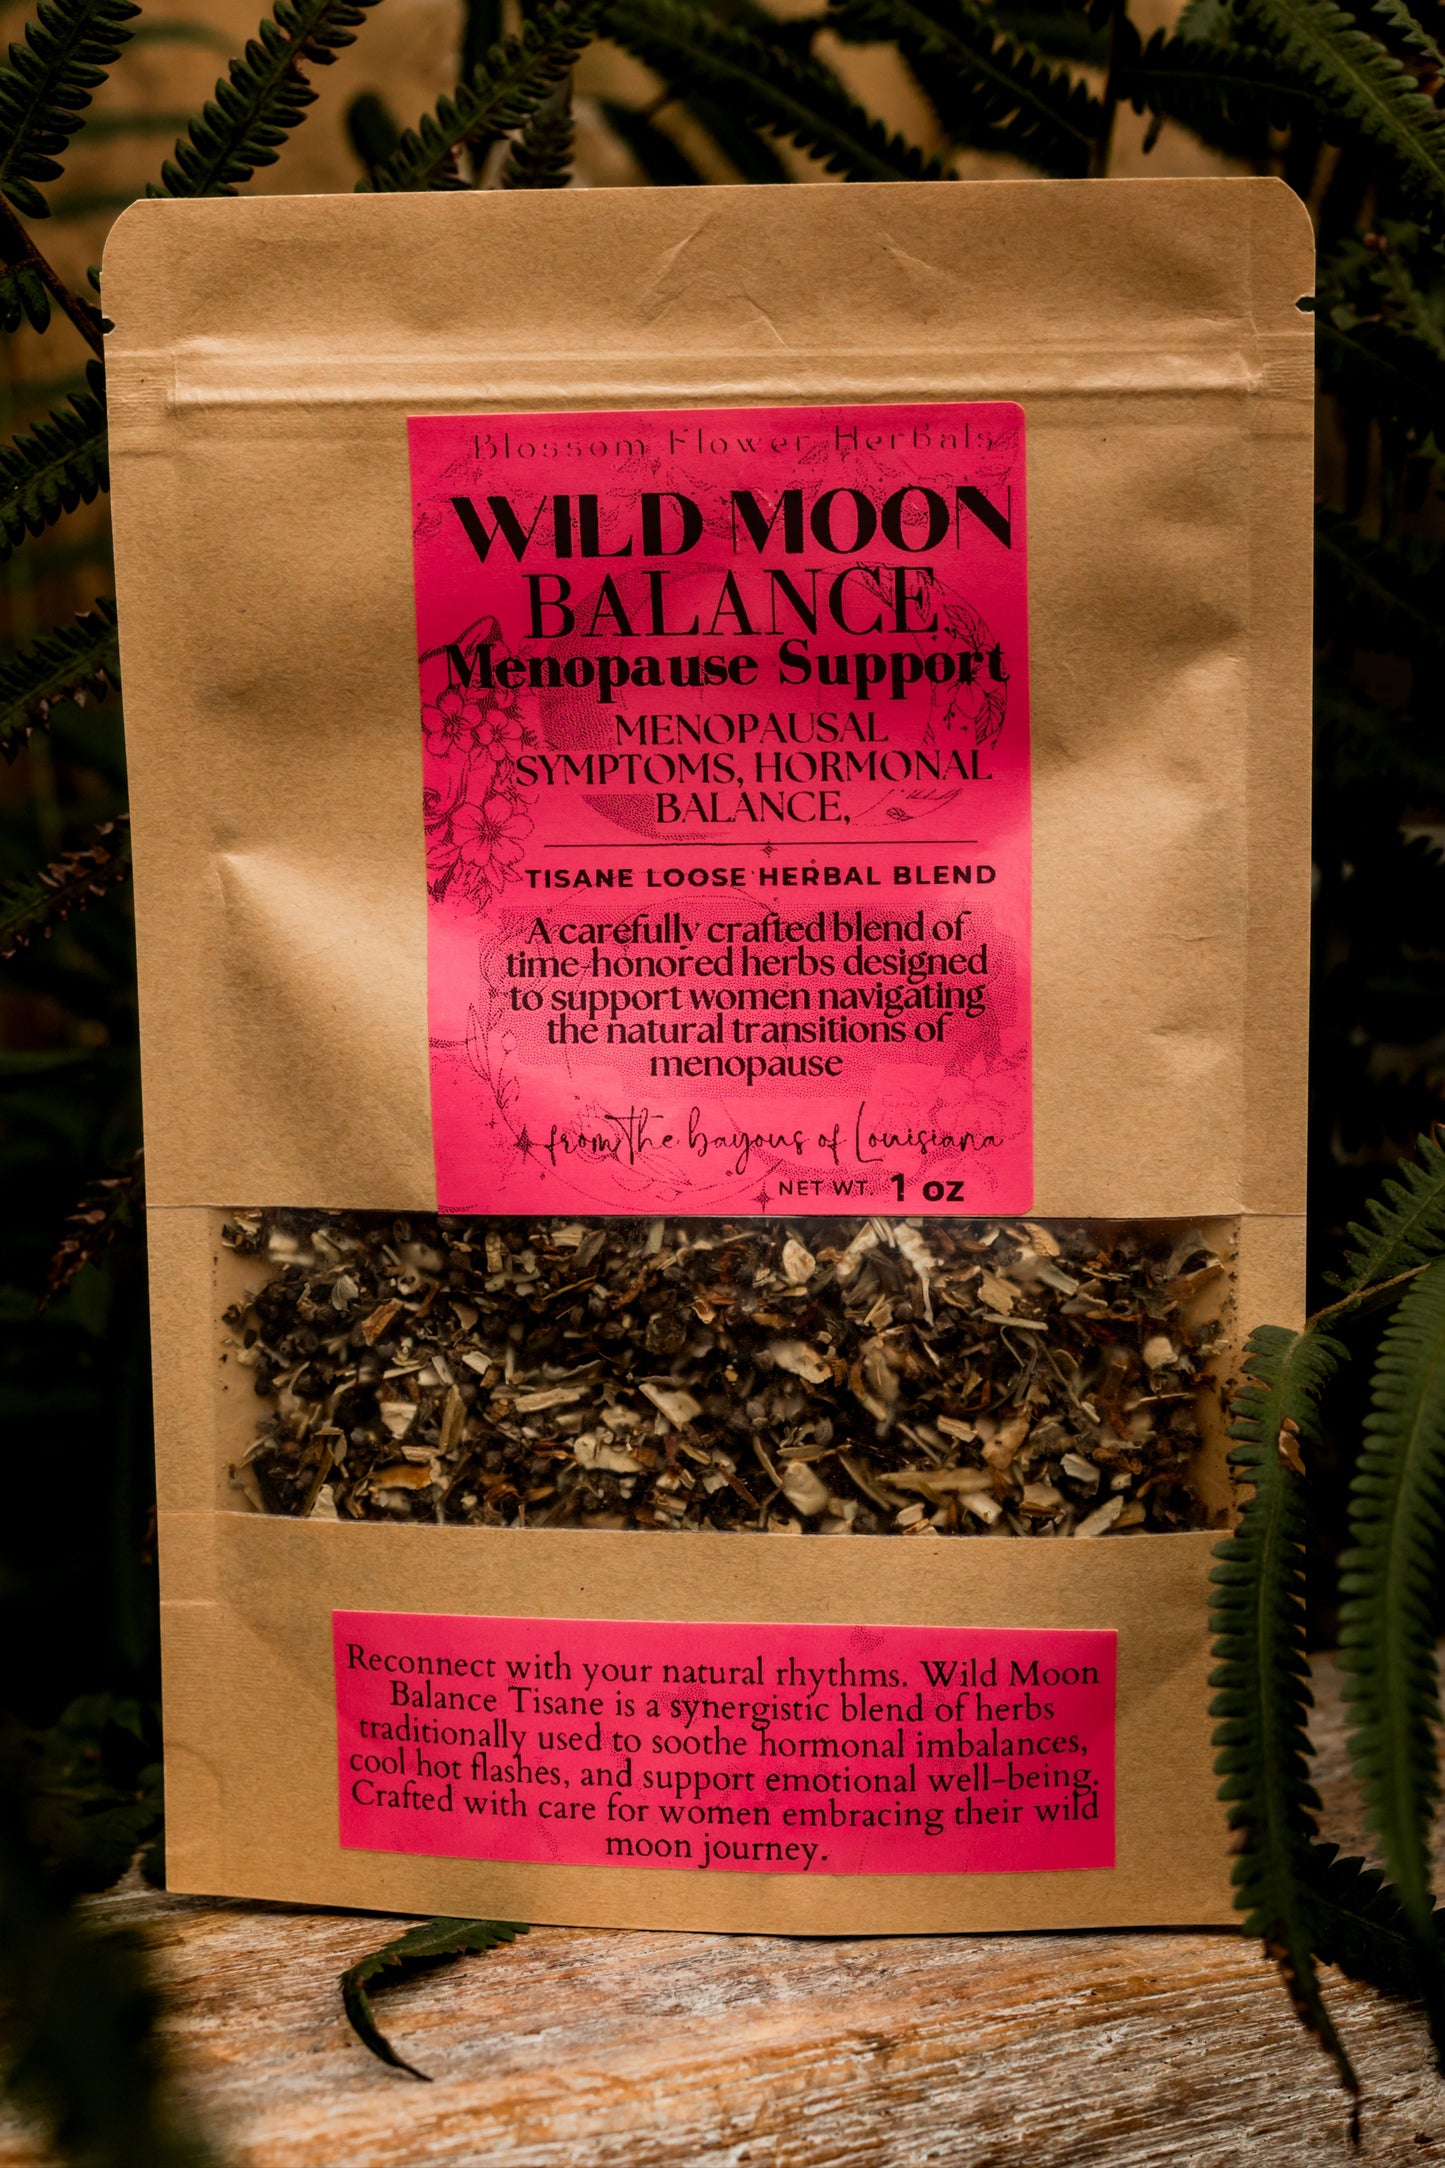 Blossom Flower Herbals
WILD MOON
BALANCE,
Menopause Support
MENOPAUSAL
SYMPTOMS, HORMONAL
BALANCE,
TISANE LOOSE HERBAL BLEND
A carefully crafted blend of
time-honored herbs designed
to support women navigating
the natural transitions of
menopause
from the bayous of Louisiana
NET WT. 1 oz
Reconnect with your natural rhythms. Wild Moon
Balance Tisane is a synergistic blend of herbs
traditionally used to soothe hormonal imbalances,
cool hot flashes, and support emotional well-being.
Crafted with care for women embracing their wild
moon journey.